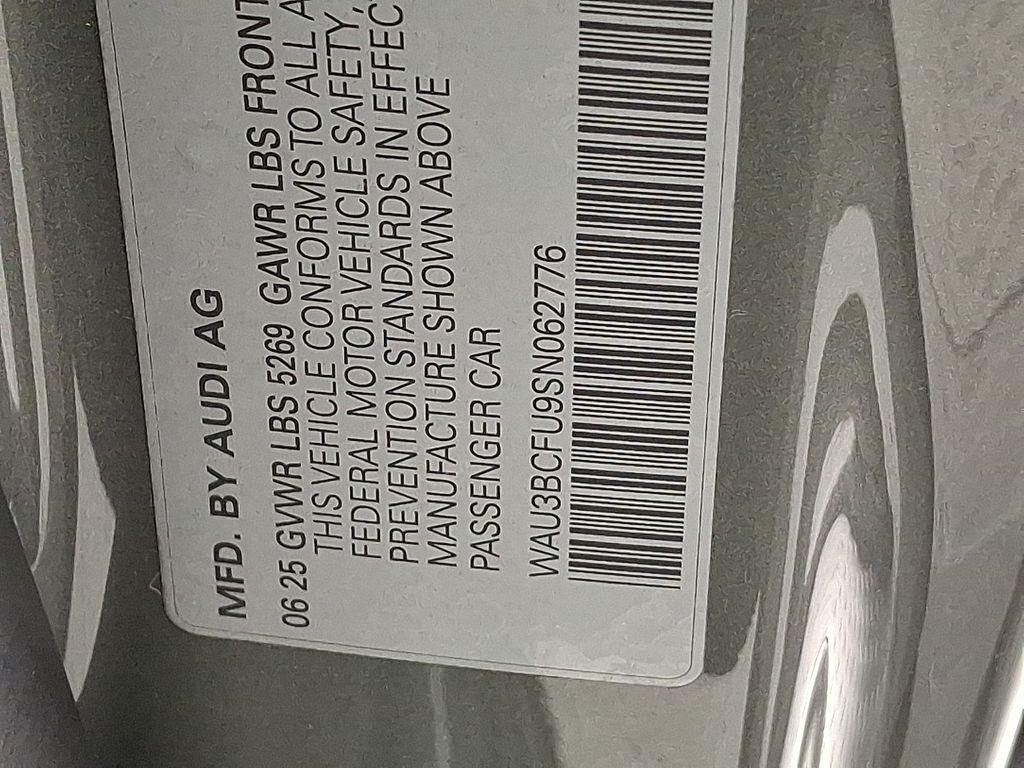 MFD. BY AUDI AG
06 25 GVWR LBS 5269 GAWR LBS FRONT
THIS VEHICLE CONFORMS TO ALL A
FEDERAL MOTOR VEHICLE SAFETY,
PREVENTION STANDARDS IN EFFEC
MANUFACTURE SHOWN ABOVE
PASSENGER CAR
WAU3BCFU9SN062776